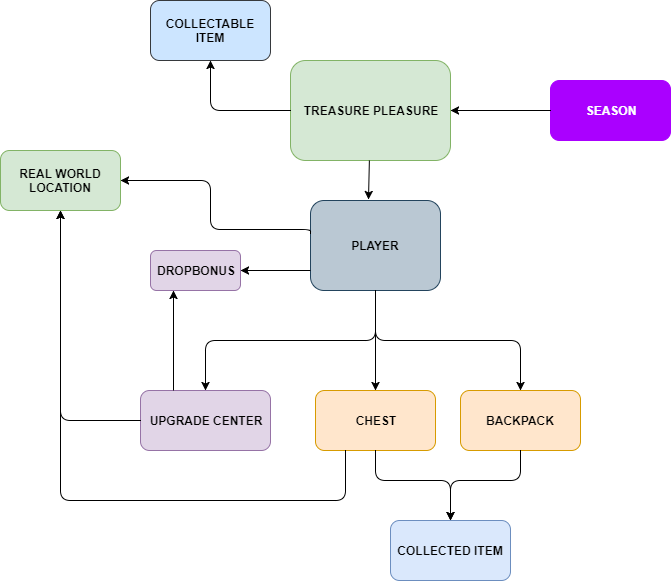 COLLECTABLE
ITEM
TREASURE PLEASURE
SEASON
REAL WORLD
LOCATION
PLAYER
DROPBONUS
UPGRADE CENTER
CHEST
BACKPACK
COLLECTED ITEM